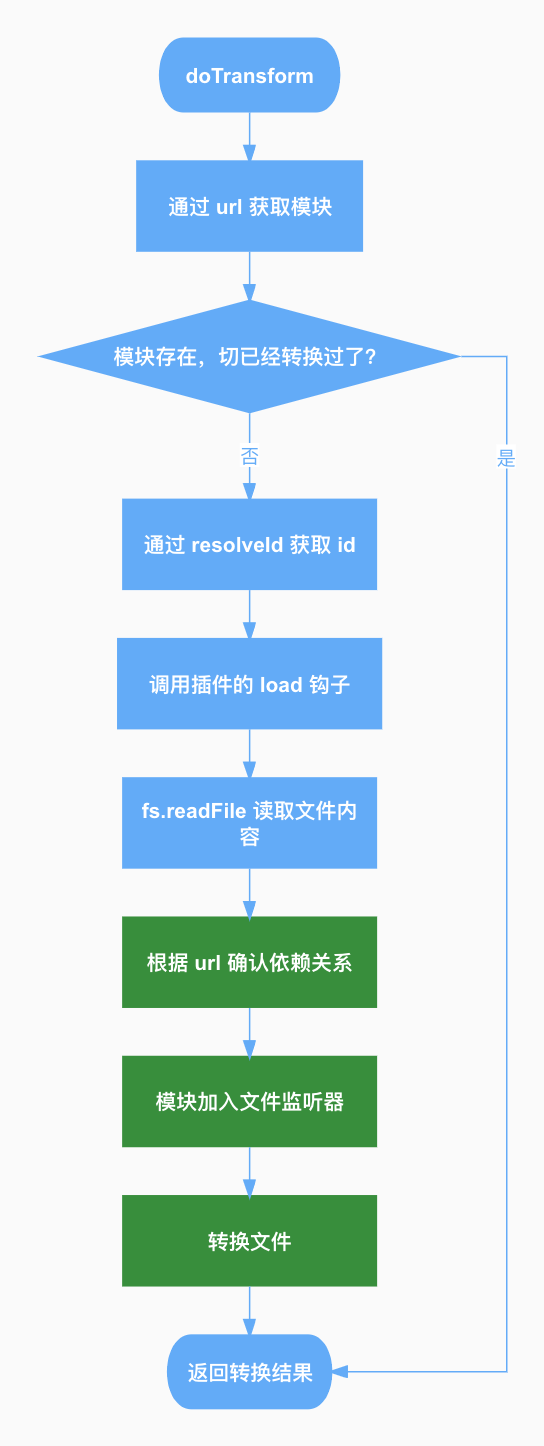 doTransform
通过 url 获取模块
模块存在，切已经转换过了?
否
是
通过 resolveId 获取 id
调用插件的 load 钩子
fs.readFile 读取文件内
容
根据 url 确认依赖关系
模块加入文件监听器
转换文件
返回转换结果